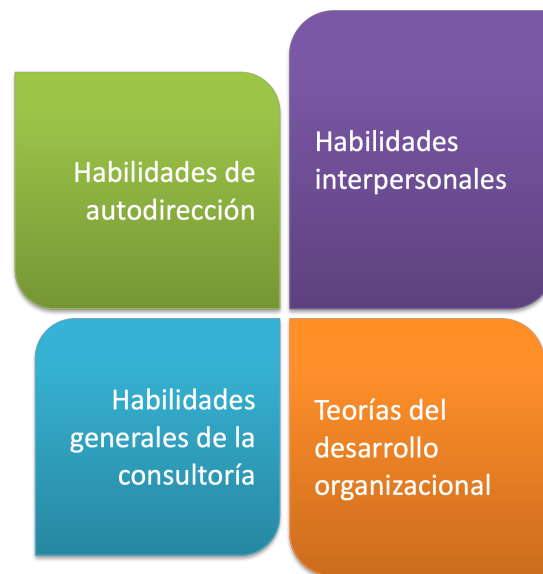 Habilidades de
autodirección
Habilidades
interpersonales
Habilidades
generales de la
consultoría
Teorías del
desarrollo
organizacional